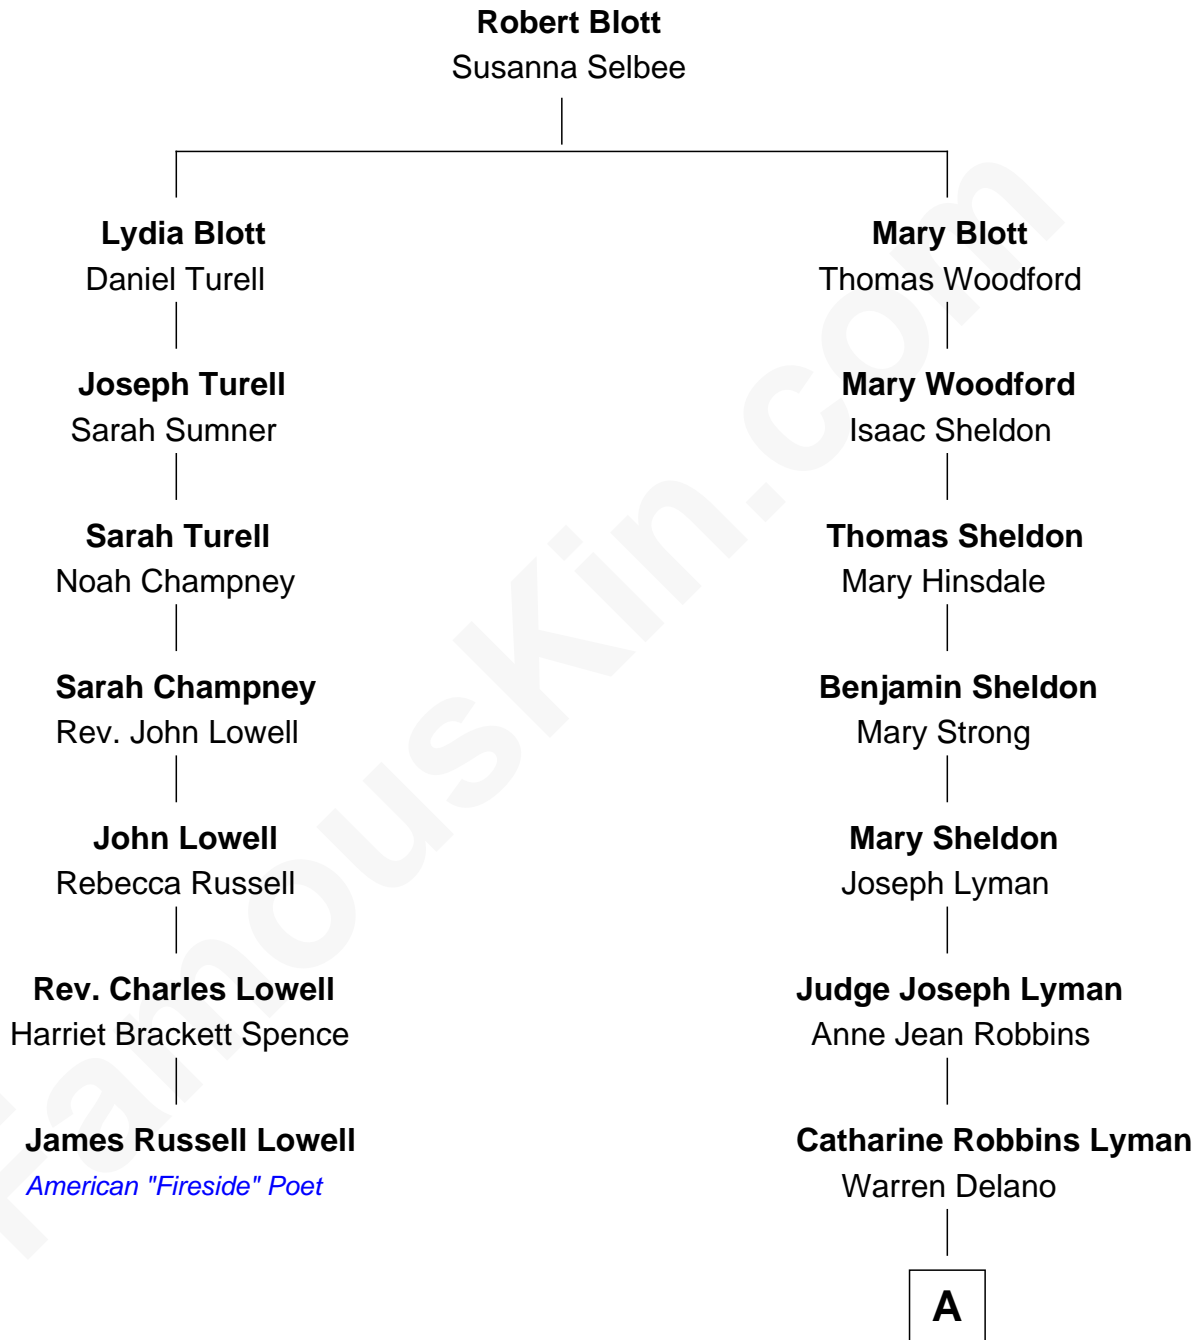 Robert Blott
Susanna Selbee
Lydia Blott
Daniel Turell
Mary Blott
Thomas Woodford
Joseph Turell
Sarah Sumner
Mary Woodford
Isaac Sheldon
Sarah Turell
Noah Champney
Thomas Sheldon
Mary Hinsdale
Sarah Champney
Rev. John Lowell
Benjamin Sheldon
Mary Strong
John Lowell
Rebecca Russell
Mary Sheldon
Joseph Lyman
Rev. Charles Lowell
Harriet Brackett Spence
Judge Joseph Lyman
Anne Jean Robbins
James Russell Lowell
American "Fireside" Poet
Catharine Robbins Lyman
Warren Delano
A
FamousKin.com